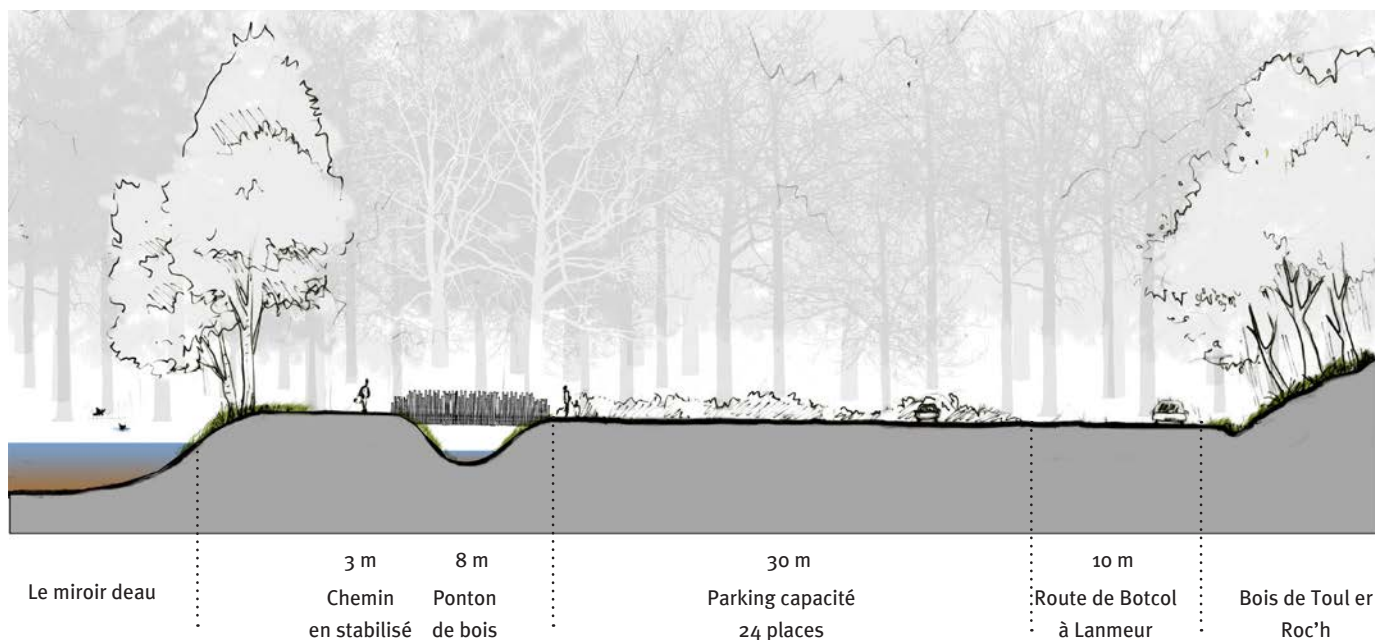 3 m
8 m
30 m
10 m
Le miroir deau
Chemin
en stabilisé
Ponton
de bois
Parking capacité
24 places
Route de Botcol
à Lanmeur
Bois de Toul er
Roc'h